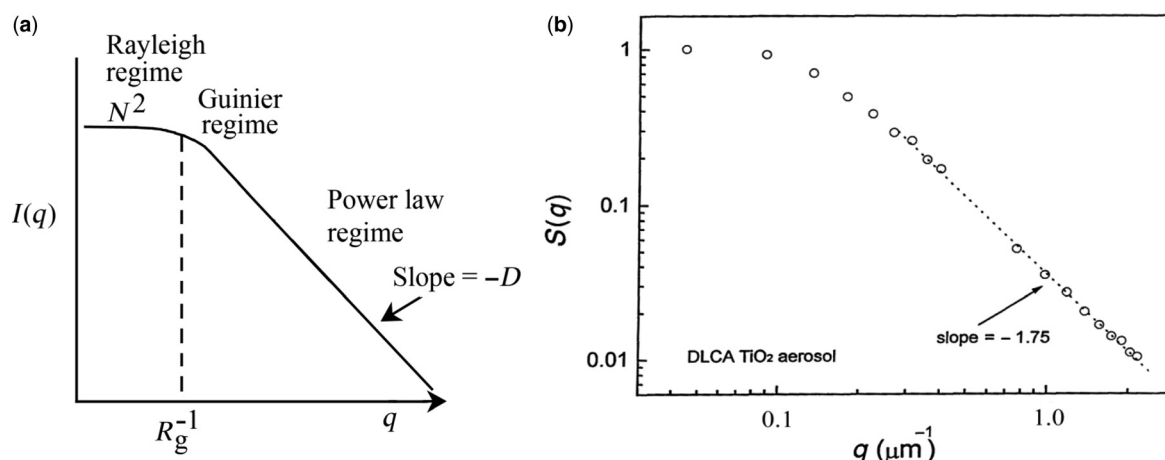 (a)
Rayleigh
regime
N²
Guinier
regime
Power law
regime
I(q)
Slope = –D
R_g^–1
q
(b)
1
0.1
0.01
S(q)
slope = – 1.75
DLCA TiO₂ aerosol
0.1
1.0
q (μm⁻¹)